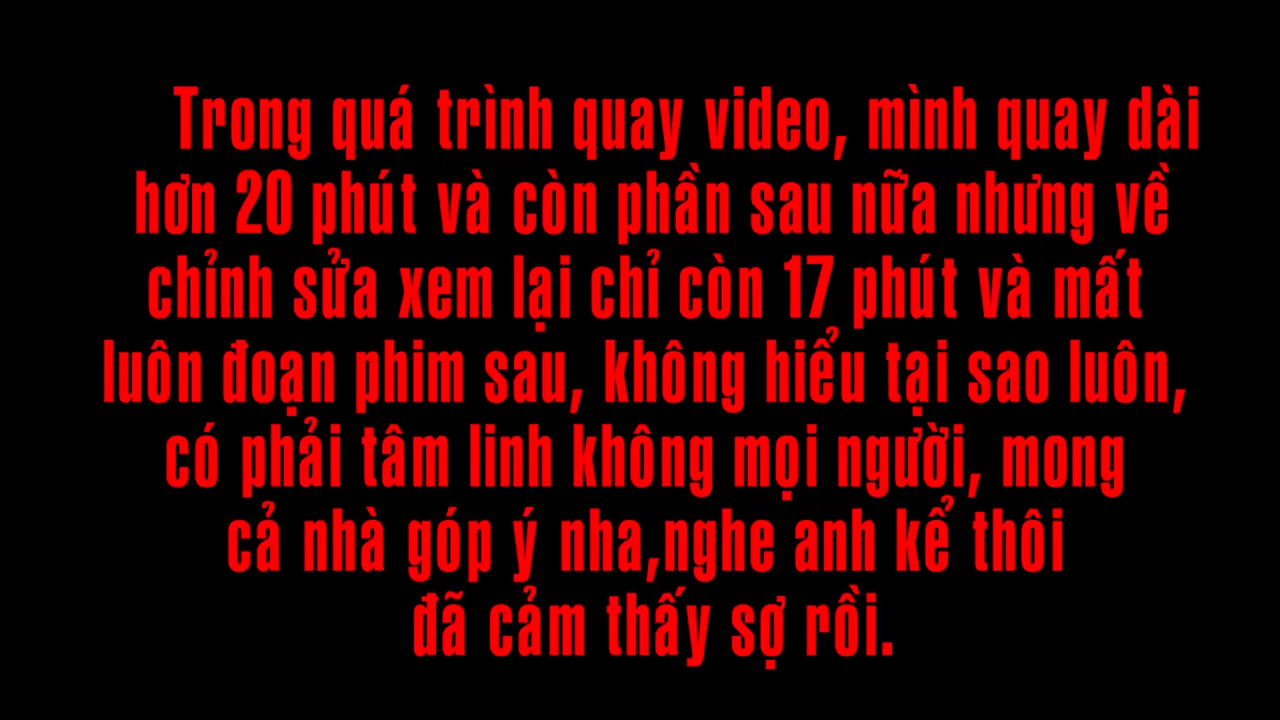 Trong quá trình quay video, mình quay dài
hơn 20 phút và còn phần sau nữa nhưng về
chỉnh sửa xem lại chỉ còn 17 phút và mất
luôn đoạn phim sau, không hiểu tại sao luôn,
có phải tâm linh không mọi người, mong
cả nhà góp ý nha,nghe anh kể thôi
đã cảm thấy sợ rồi.